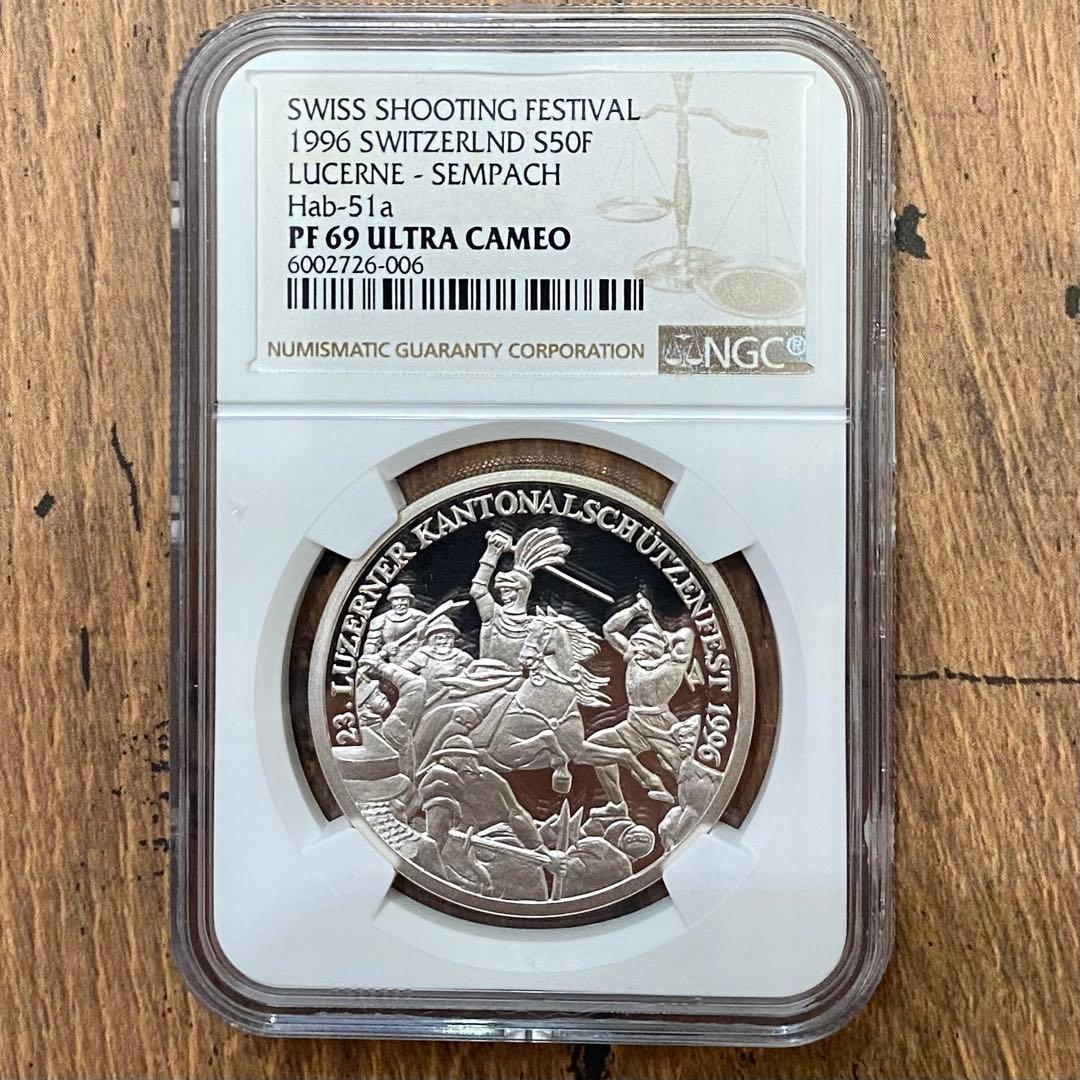 SWISS SHOOTING FESTIVAL
1996 SWITZERLND S50F
LUCERNE - SEMPACH
Hab-51a
PF 69 ULTRA CAMEO
6002726-006
NUMISMATIC GUARANTY CORPORATION
NGC®
23. LUZERNER KANTONALSCHÜTZENFEST 1996